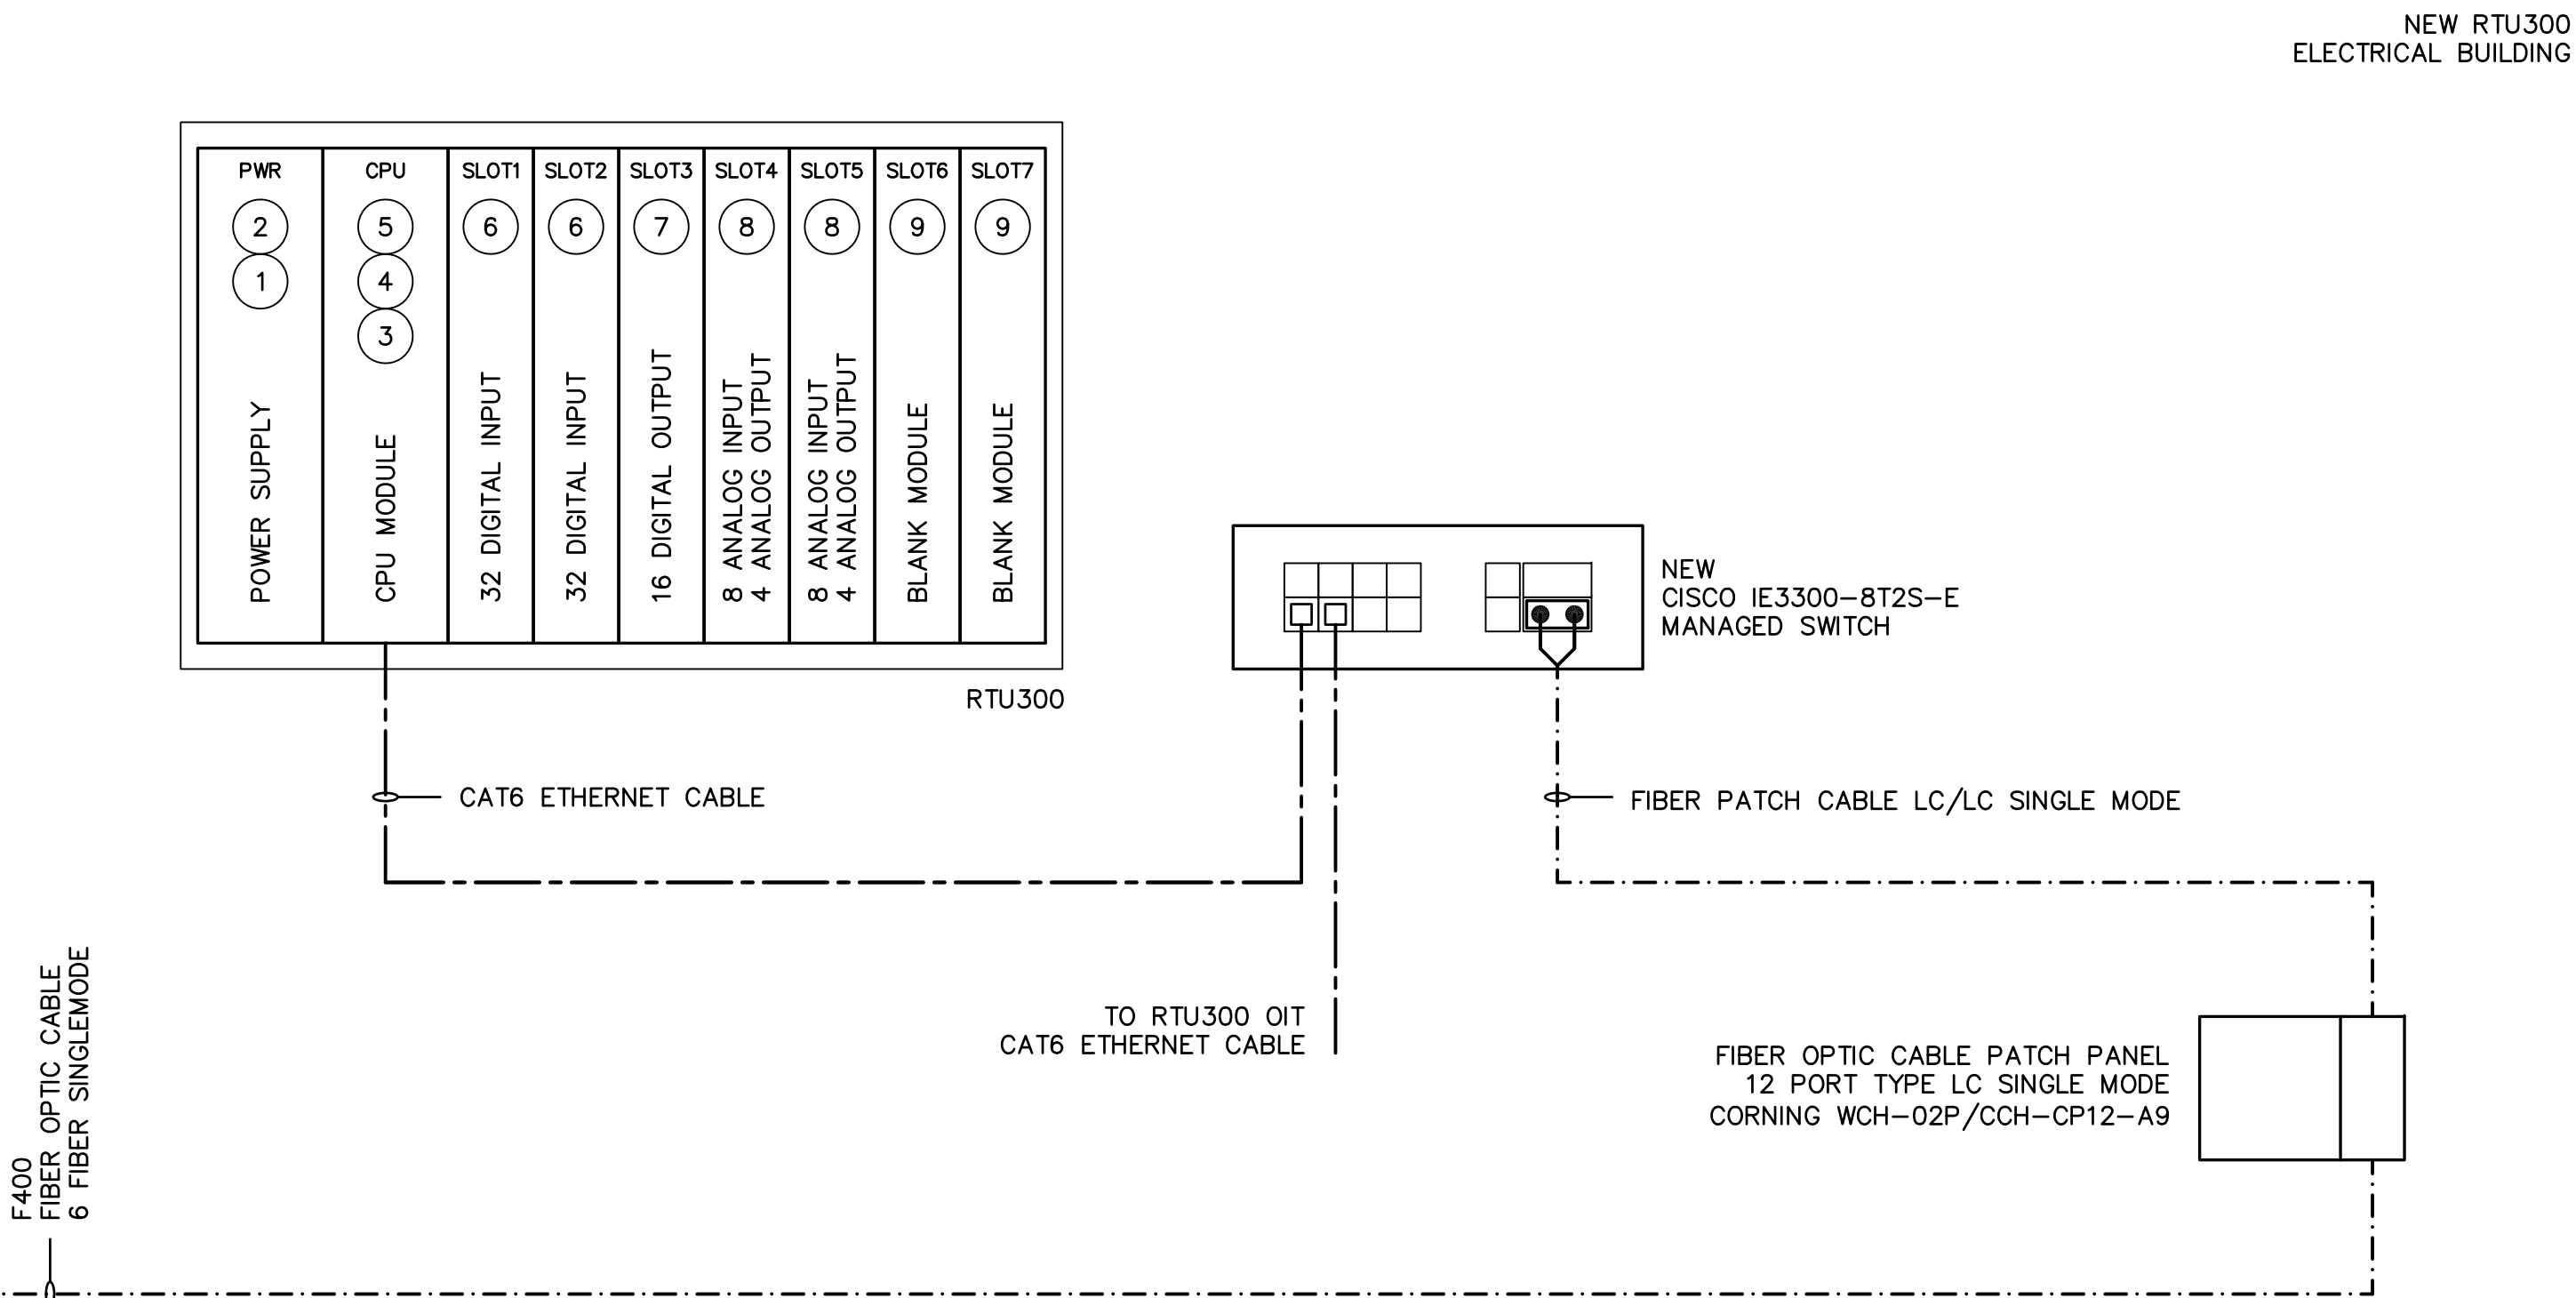 NEW RTU300
ELECTRICAL BUILDING
PWR
2
1
POWER SUPPLY
CPU
5
4
3
CPU MODULE
SLOT1
6
32 DIGITAL INPUT
SLOT2
6
32 DIGITAL INPUT
SLOT3
7
16 DIGITAL OUTPUT
SLOT4
8
8 ANALOG INPUT
4 ANALOG OUTPUT
SLOT5
8
8 ANALOG INPUT
4 ANALOG OUTPUT
SLOT6
9
BLANK MODULE
SLOT7
9
BLANK MODULE
RTU300
NEW
CISCO IE3300-8T2S-E
MANAGED SWITCH
CAT6 ETHERNET CABLE
FIBER PATCH CABLE LC/LC SINGLE MODE
TO RTU300 OIT
CAT6 ETHERNET CABLE
FIBER OPTIC CABLE PATCH PANEL
12 PORT TYPE LC SINGLE MODE
CORNING WCH-02P/CCH-CP12-A9
F400
FIBER OPTIC CABLE
6 FIBER SINGLEMODE